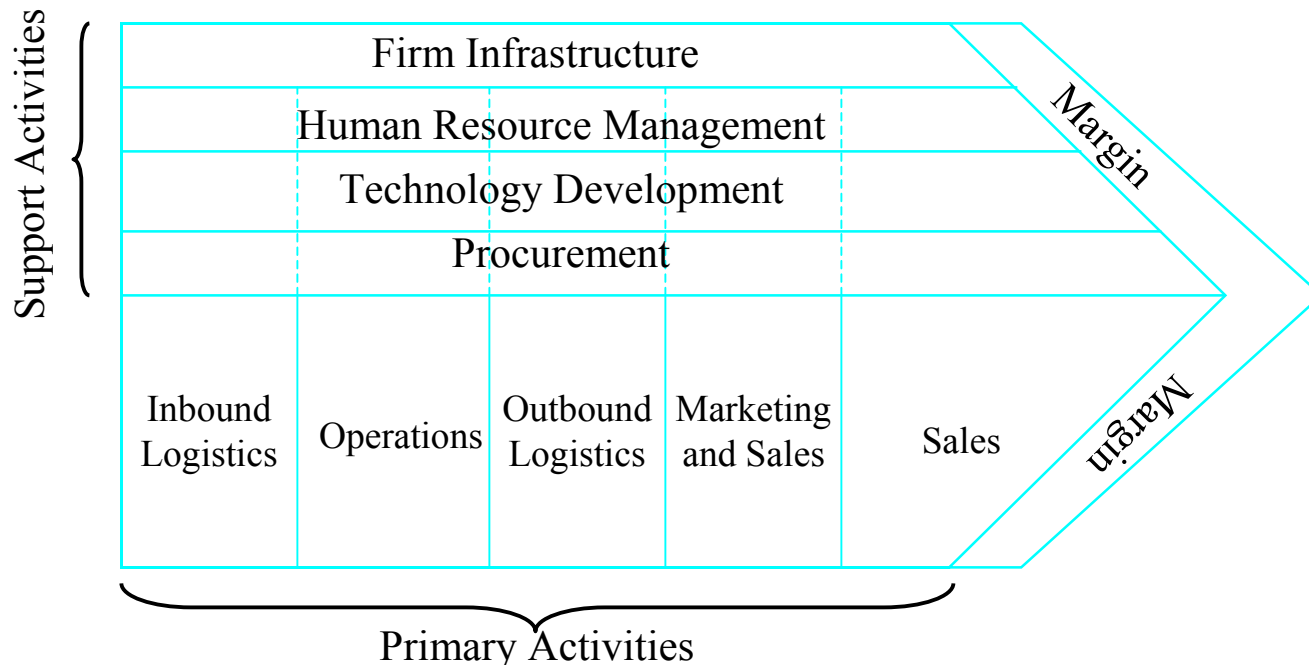 Support Activities
Firm Infrastructure
Human Resource Management
Technology Development
Procurement
Margin
Inbound
Logistics
Operations
Outbound
Logistics
Marketing
and Sales
Sales
Margin
Primary Activities